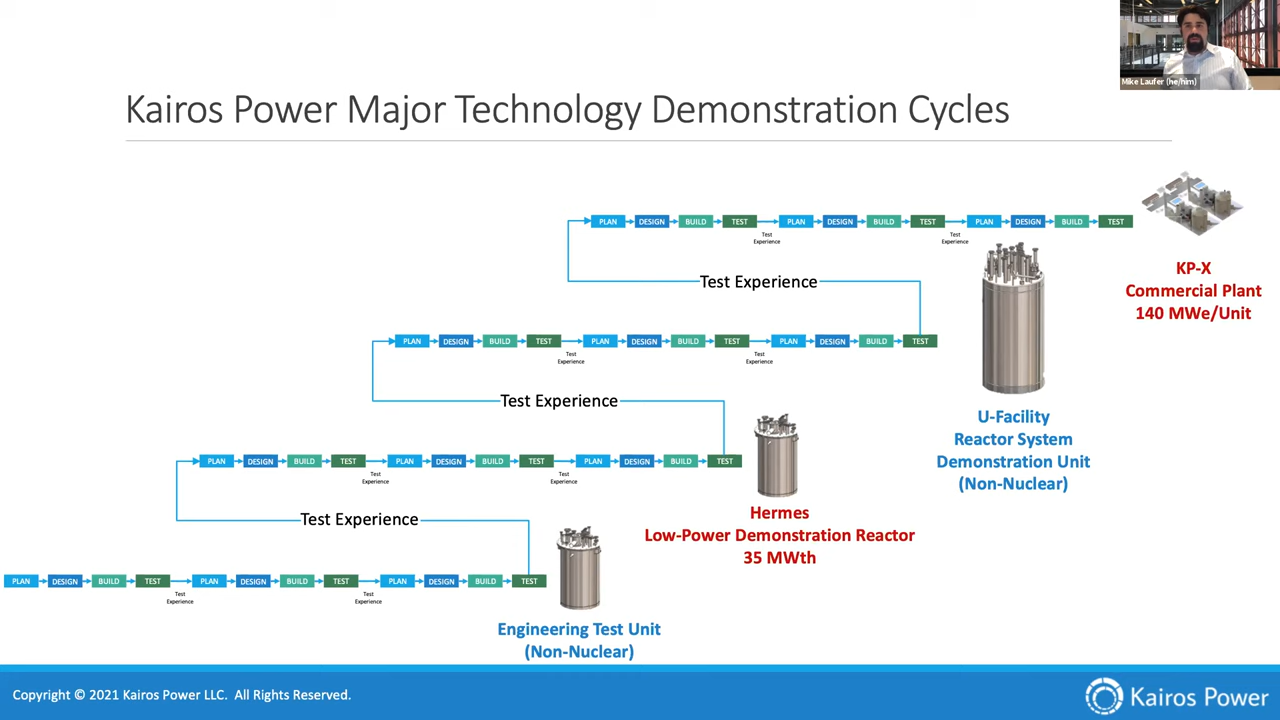 Mike Laufer (he/him)
Kairos Power Major Technology Demonstration Cycles
PLAN DESIGN BUILD TEST PLAN DESIGN BUILD TEST PLAN DESIGN BUILD TEST
Test
Experience
Test
Experience
KP-X
Commercial Plant
140 MWe/Unit
Test Experience
PLAN DESIGN BUILD TEST PLAN DESIGN BUILD TEST PLAN DESIGN BUILD TEST
Test
Experience
Test
Experience
U-Facility
Reactor System
Demonstration Unit
(Non-Nuclear)
Test Experience
PLAN DESIGN BUILD TEST PLAN DESIGN BUILD TEST PLAN DESIGN BUILD TEST
Test
Experience
Test
Experience
Hermes
Low-Power Demonstration Reactor
35 MWth
Test Experience
PLAN DESIGN BUILD TEST PLAN DESIGN BUILD TEST PLAN DESIGN BUILD TEST
Test
Experience
Test
Experience
Engineering Test Unit
(Non-Nuclear)
Copyright © 2021 Kairos Power LLC. All Rights Reserved.
Kairos Power